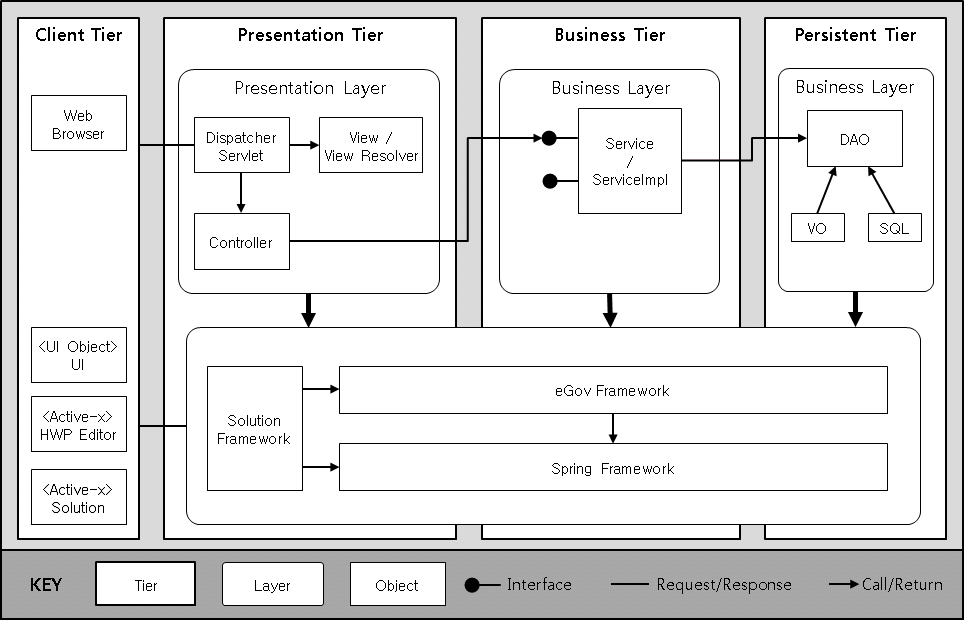 Client Tier
Presentation Tier
Business Tier
Persistent Tier
Presentation Layer
Business Layer
Business Layer
Web
Browser
Dispatcher
Servlet
View /
View Resolver
Controller
Service
/
ServiceImpl
DAO
VO
SQL
<UI Object>
UI
<Active-x>
HWP Editor
<Active-x>
Solution
Solution
Framework
eGov Framework
Spring Framework
KEY
Tier
Layer
Object
Interface
Request/Response
Call/Return